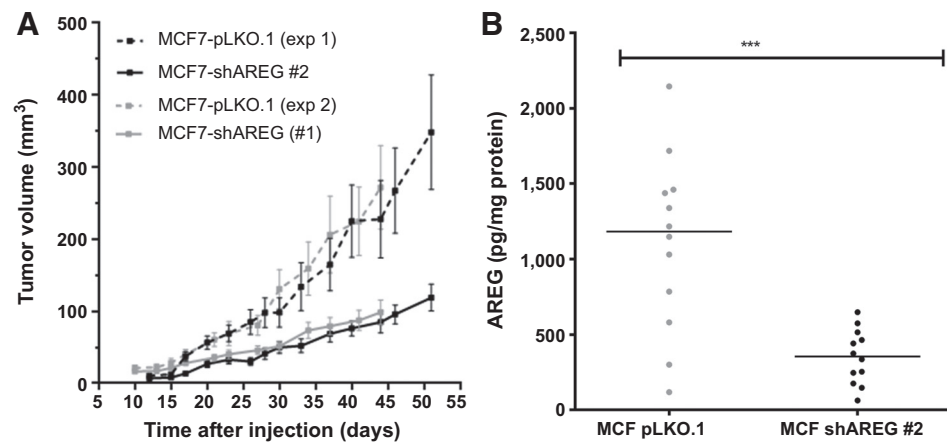 A
Tumor volume (mm³)
500
400
300
200
100
0
MCF7-pLKO.1 (exp 1)
MCF7-shAREG #2
MCF7-pLKO.1 (exp 2)
MCF7-shAREG (#1)
5 10 15 20 25 30 35 40 45 50 55
Time after injection (days)
B
AREG (pg/mg protein)
2,500
2,000
1,500
1,000
500
0
***
MCF pLKO.1 MCF shAREG #2